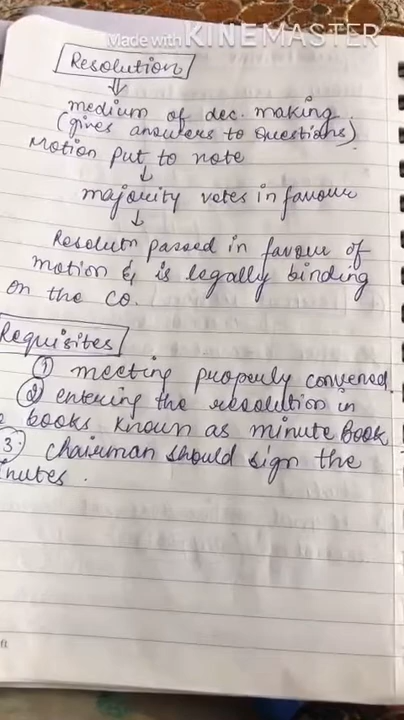 Made with KINEMASTER
Resolution
medium of dec. making
(gives answers to Questions)
Motion put to note
majority votes in favour
Resolutn passed in favour of
motion & is legally binding
on the co.
Requisites
① meeting properly convened.
② entering the resolution in
books known as minute book
③. chairman should sign the
inutes.